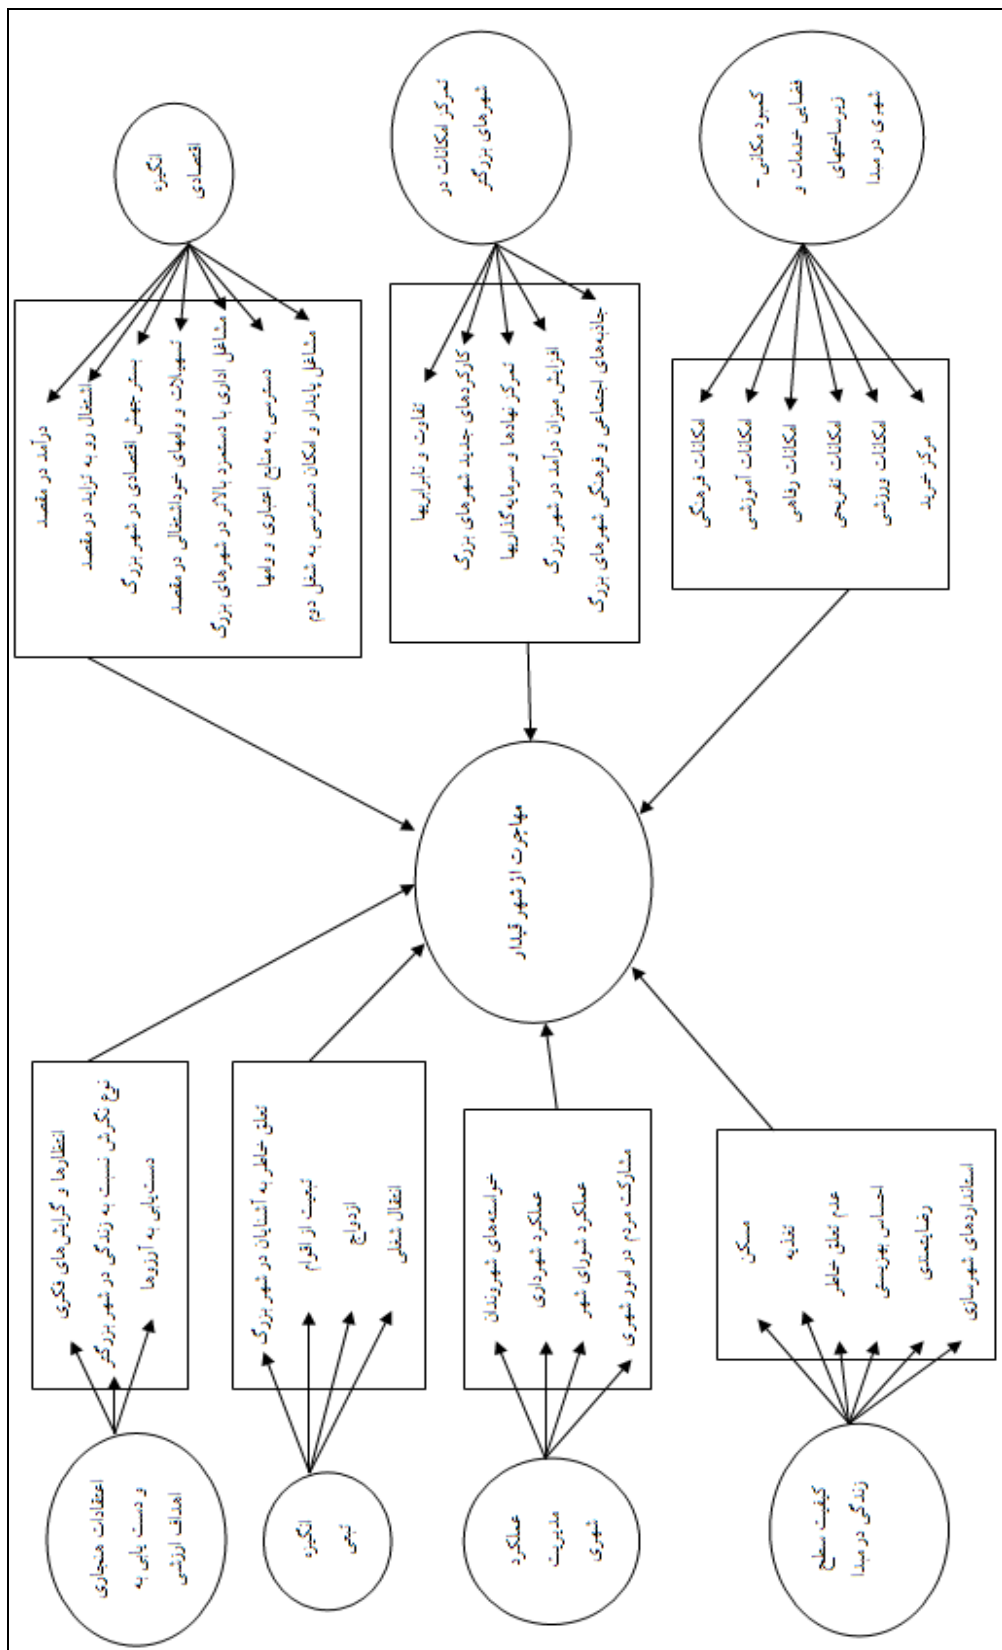 انگیزه
اقتصادی
درآمد در مقصد
اشتغال رو به تزاید در مقصد
بستر جهش اقتصادی در شهر بزرگ
تسهیلات و وامهای خوداشتغالی در مقصد
مشاغل اداری با دستمزد بالاتر در شهرهای بزرگ
دسترسی به منابع اعتباری و وامها
مشاغل پایدار و امکان دسترسی به شغل دوم
تمرکز امکانات در
شهرهای بزرگتر
تفاوت و نابرابریها
کارکردهای جدید شهرهای بزرگ
تمرکز نهادها و سرمایه‌گذاریها
افزایش میزان درآمد در شهر بزرگ
جاذبه‌های اجتماعی و فرهنگی شهرهای بزرگ
کمبود مکانی -
فضایی خدمات و
زیرساختهای
شهری در مبدا
امکانات فرهنگی
امکانات آموزشی
امکانات رفاهی
امکانات تفریحی
امکانات ورزشی
مرکز خرید
مهاجرت از شهر قیدار
انتظارها و گرایش‌های فکری
نوع نگرش نسبت به زندگی در شهر بزرگتر
دست‌یابی به آرزوها
اعتقادات هنجاری
و دست یابی به
اهداف ارزشی
تعلق خاطر به آشنایان در شهر بزرگ
تبعیت از اقوام
ازدواج
انتقال شغلی
انگیزه
تبعی
خواسته‌های شهروندان
عملکرد شهرداری
عملکرد شورای شهر
مشارکت مردم در امور شهری
عملکرد
مدیریت
شهری
مسکن
تغذیه
عدم تعلق خاطر
احساس بهزیستی
رضایتمندی
استانداردهای شهرسازی
کیفیت سطح
زندگی در مبدا